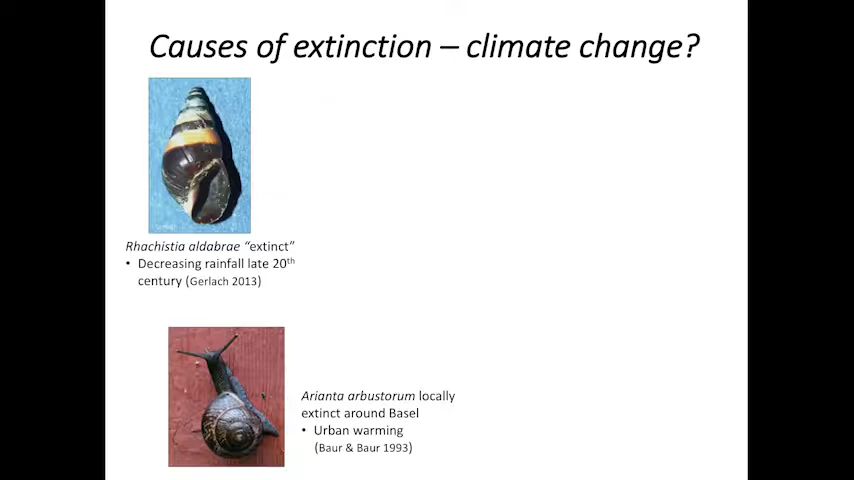 Causes of extinction – climate change?
Rhachistia aldabrae “extinct”
• Decreasing rainfall late 20th
century (Gerlach 2013)
Arianta arbustorum locally
extinct around Basel
• Urban warming
(Baur & Baur 1993)